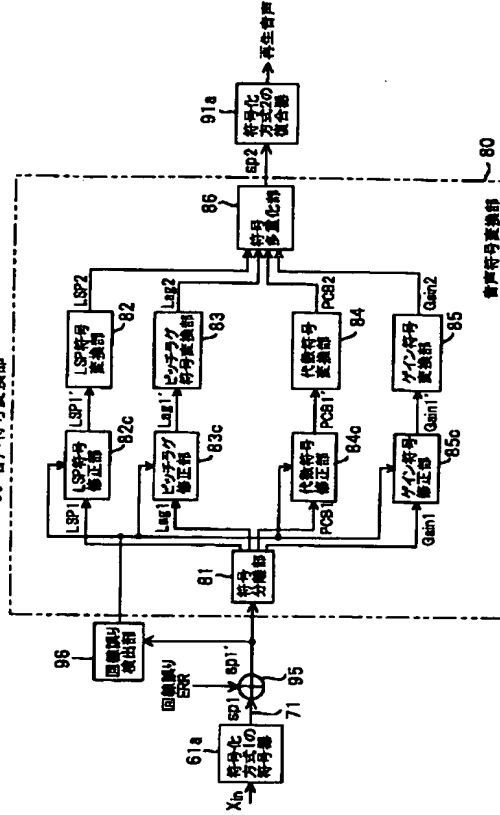 Xin
符号化
方式1の
符号器
61a
sp1
71
回線誤り
ERR
95
sp1'
回線誤り
検出部
96
符号
分離部
81
LSP1
LSP符号
修正部
82c
LSP1'
LSP符号
変換部
82
LSP2
Lag1
ピッチラグ
修正部
83c
Lag1'
ピッチラグ
符号変換部
83
Lag2
PCB1
代数符号
修正部
84c
PCB1'
代数符号
変換部
84
PCB2
Gain1
ゲイン符号
修正部
85c
Gain1'
ゲイン符号
変換部
85
Gain2
符号
多重化部
86
sp2
符号化
方式2の
復合器
91a
再生音声
80
音声符号変換部